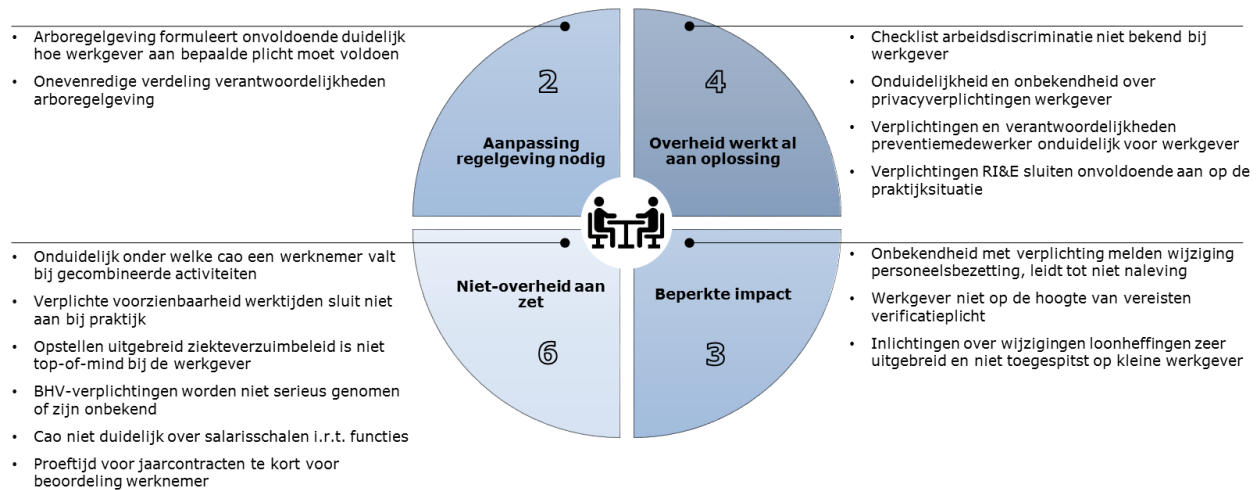 • Arboregelgeving formuleert onvoldoende duidelijk
hoe werkgever aan bepaalde plicht moet voldoen
• Onevenredige verdeling verantwoordelijkheden
arboregelgeving
2
Aanpassing
regelgeving nodig
4
Overheid werkt al
aan oplossing
• Checklist arbeidsdiscriminatie niet bekend bij
werkgever
• Onduidelijkheid en onbekendheid over
privacyverplichtingen werkgever
• Verplichtingen en verantwoordelijkheden
preventiemedewerker onduidelijk voor werkgever
• Verplichtingen RI&E sluiten onvoldoende aan op de
praktijksituatie
• Onduidelijk onder welke cao een werknemer valt
bij gecombineerde activiteiten
• Verplichte voorzienbaarheid werktijden sluit niet
aan bij praktijk
• Opstellen uitgebreid ziekteverzuimbeleid is niet
top-of-mind bij de werkgever
• BHV-verplichtingen worden niet serieus genomen
of zijn onbekend
• Cao niet duidelijk over salarisschalen i.r.t. functies
• Proeftijd voor jaarcontracten te kort voor
beoordeling werknemer
Niet-overheid aan
zet
6
Beperkte impact
3
• Onbekendheid met verplichting melden wijziging
personeelsbezetting, leidt tot niet naleving
• Werkgever niet op de hoogte van vereisten
verificatieplicht
• Inlichtingen over wijzigingen loonheffingen zeer
uitgebreid en niet toegespitst op kleine werkgever